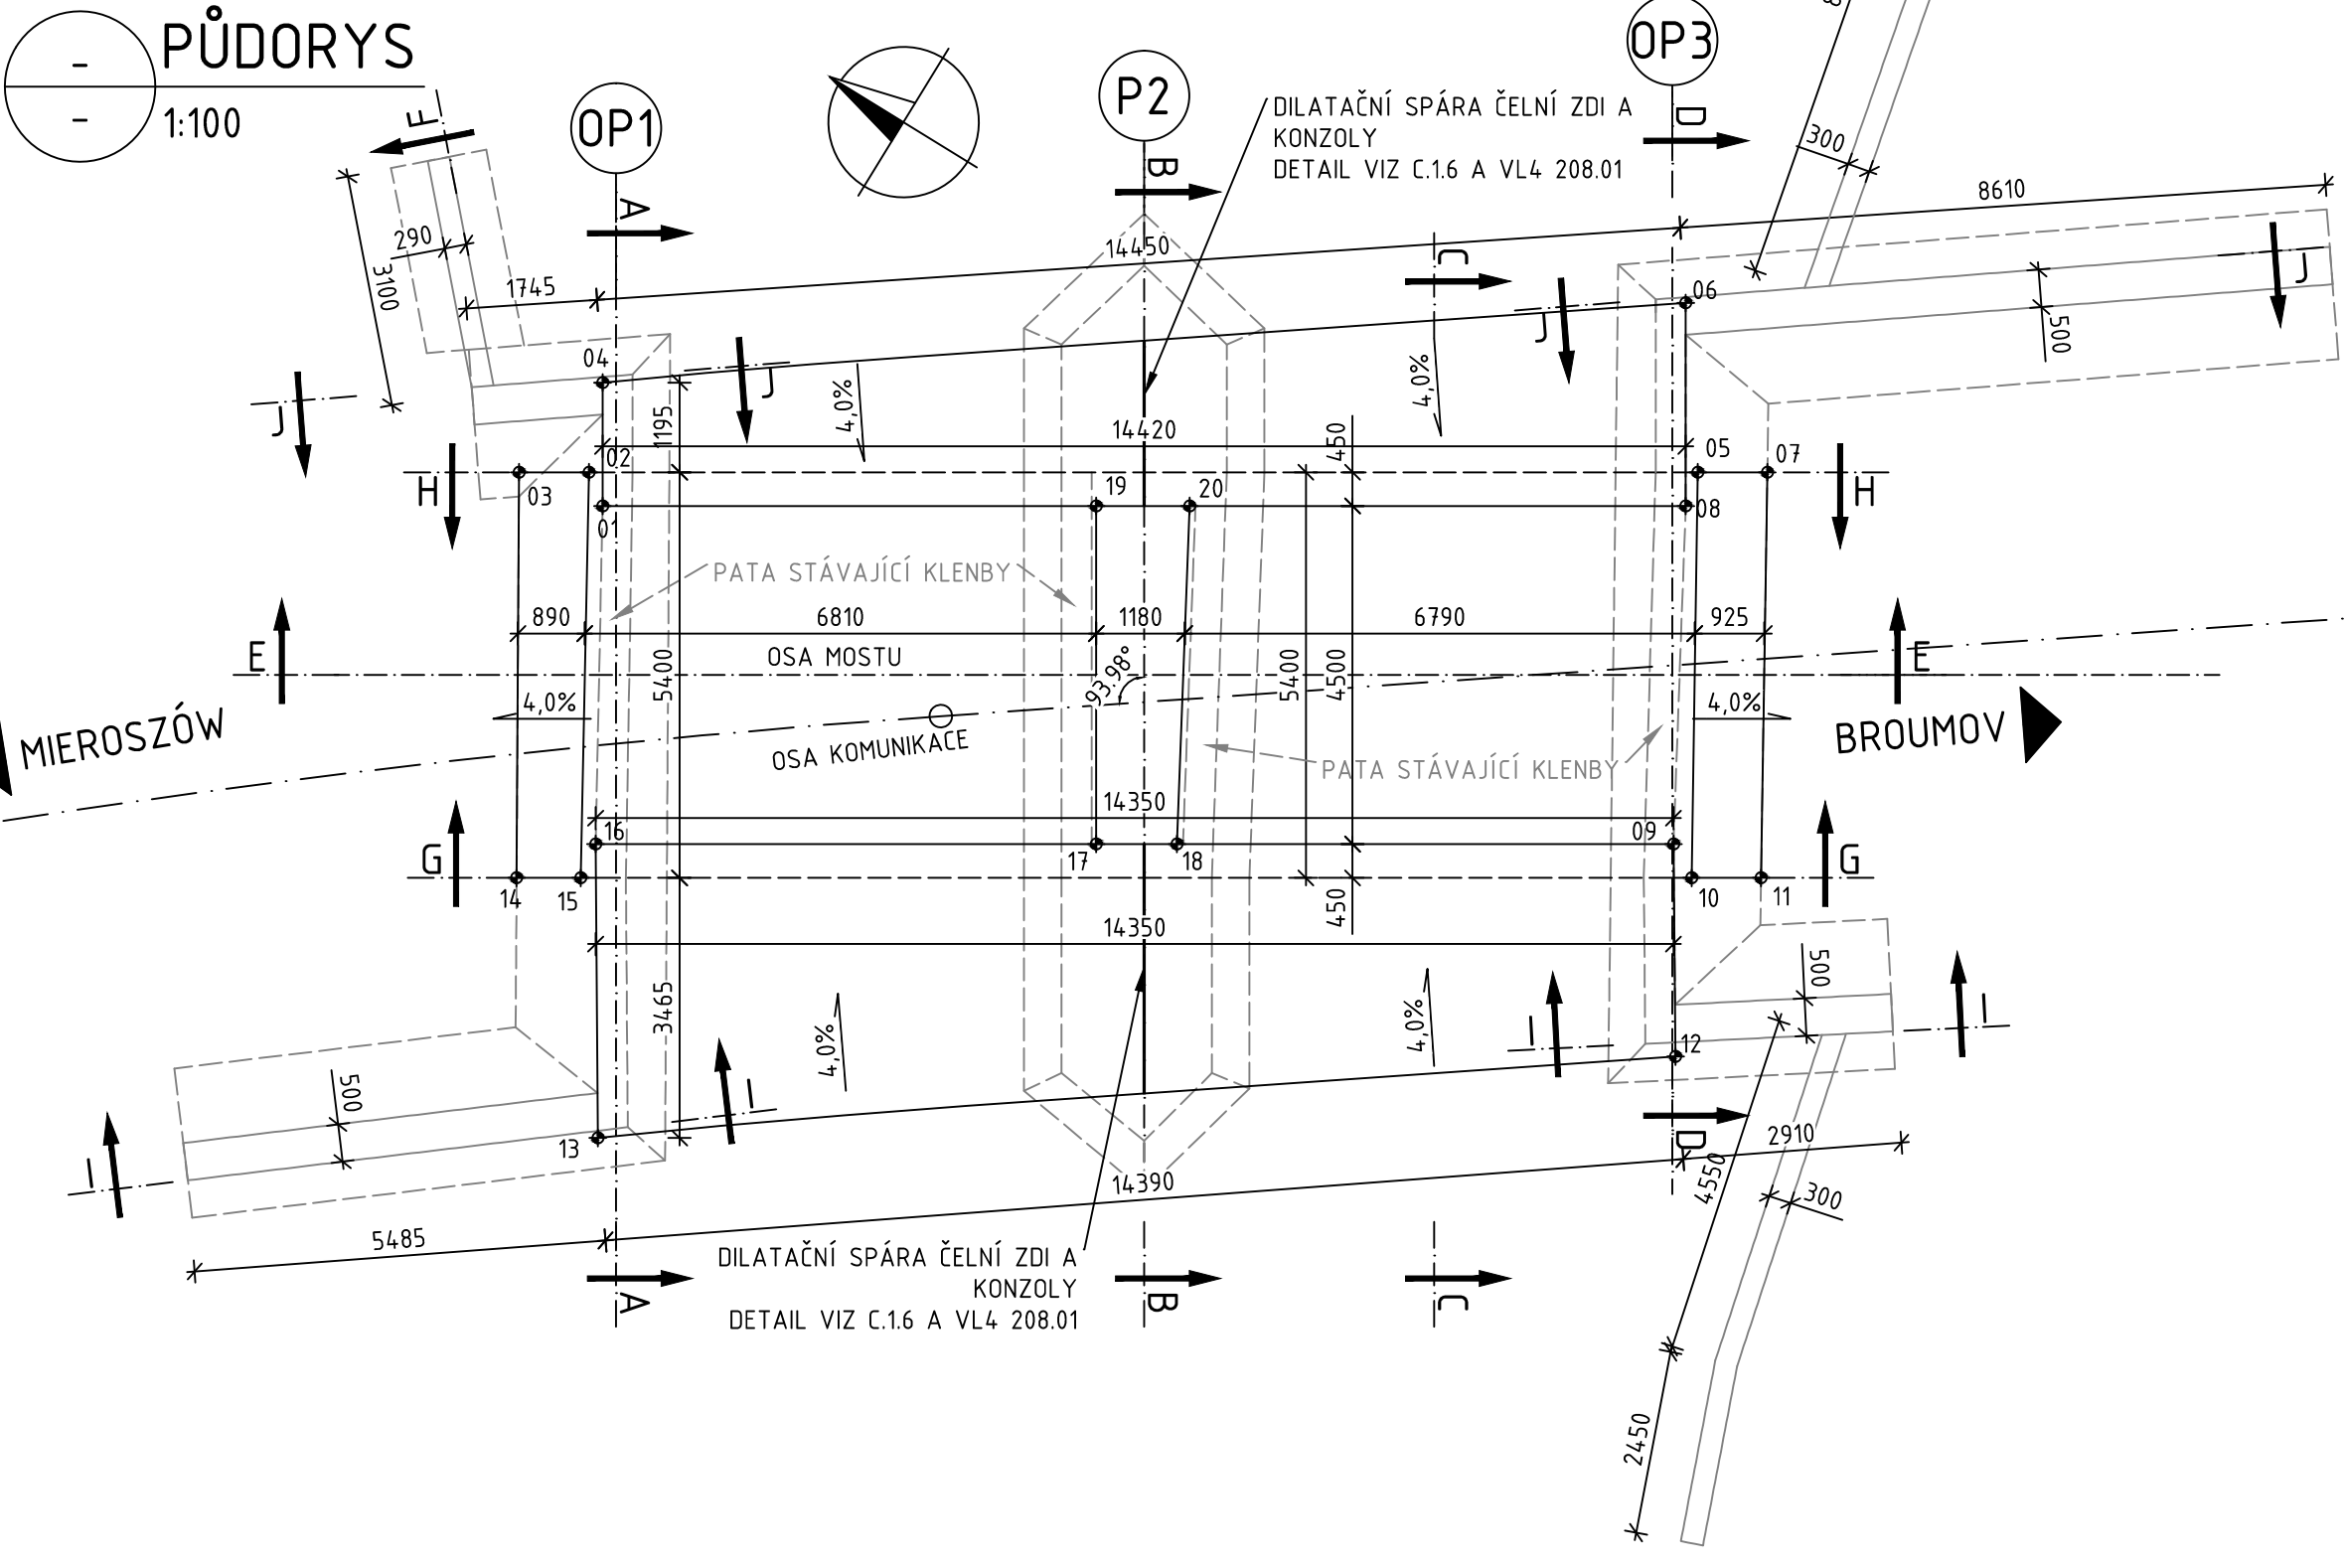 -
-
PŮDORYS
1:100
OP1
P2
OP3
DILATAČNÍ SPÁRA ČELNÍ ZDI A
KONZOLY
DETAIL VIZ C.1.6 A VL4 208.01
F
A
B
C
D
J
J
J
J
290
3100
1745
14450
8610
300
500
04
06
1195
4,0%
4,0%
14420
450
H
H
03
02
01
19
20
05
07
08
PATA STÁVAJÍCÍ KLENBY
890
6810
1180
6790
925
E
E
OSA MOSTU
5400
93.98°
5400
4500
4,0%
4,0%
MIEROSZÓW
OSA KOMUNIKACE
BROUMOV
PATA STÁVAJÍCÍ KLENBY
14350
G
G
16
17
18
09
14
15
10
11
450
14350
3465
4,0%
4,0%
500
500
I
I
I
I
12
13
D
2910
4550
300
14390
5485
DILATAČNÍ SPÁRA ČELNÍ ZDI A
KONZOLY
DETAIL VIZ C.1.6 A VL4 208.01
A
B
C
2450